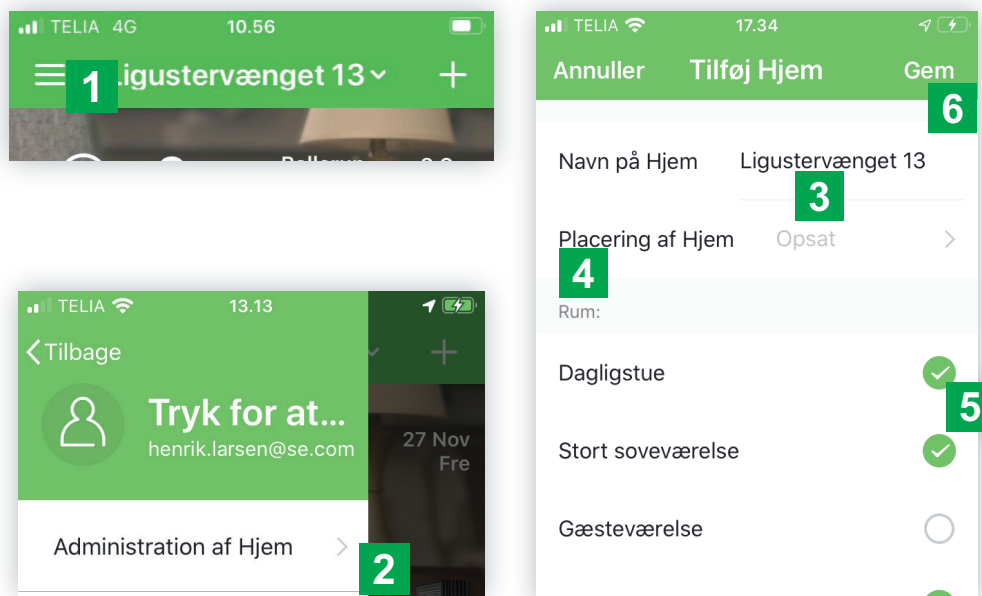 TELIA 4G 10.56
1 Ligustervænget 13 +
TELIA 13.13
Tilbage
Tryk for at...
henrik.larsen@se.com
27 Nov
Fre
Administration af Hjem
2
TELIA 17.34
Annuller Tilføj Hjem Gem
6
Navn på Hjem Ligustervænget 13
3
Placering af Hjem Opsat
4
Rum:
Dagligstue
5
Stort soveværelse
Gæsteværelse